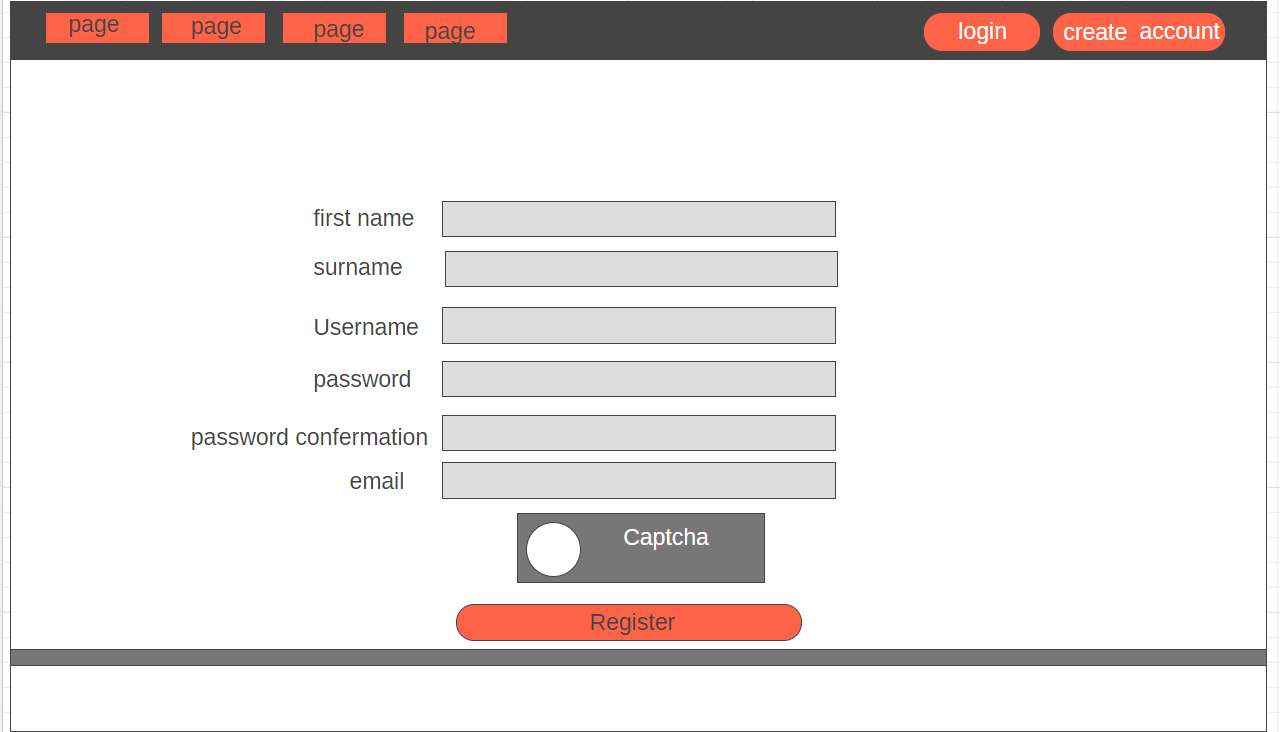 page page page page login create account
first name
surname
Username
password
password confermation
email
Captcha
Register